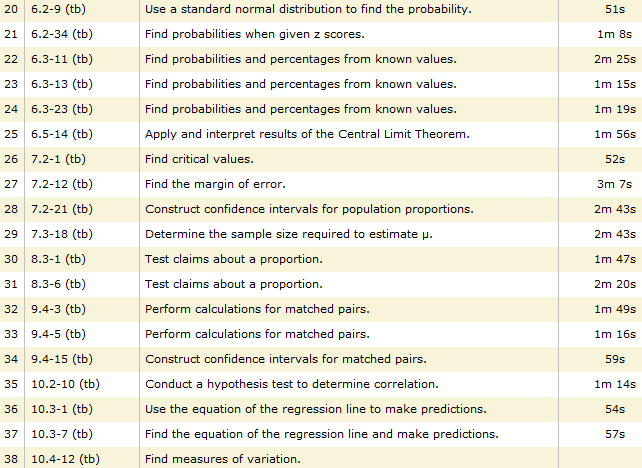 20 6.2-9 (tb) Use a standard normal distribution to find the probability. 51s
21 6.2-34 (tb) Find probabilities when given z scores. 1m 8s
22 6.3-11 (tb) Find probabilities and percentages from known values. 2m 25s
23 6.3-13 (tb) Find probabilities and percentages from known values. 1m 15s
24 6.3-23 (tb) Find probabilities and percentages from known values. 1m 19s
25 6.5-14 (tb) Apply and interpret results of the Central Limit Theorem. 1m 56s
26 7.2-1 (tb) Find critical values. 52s
27 7.2-12 (tb) Find the margin of error. 3m 7s
28 7.2-21 (tb) Construct confidence intervals for population proportions. 2m 43s
29 7.3-18 (tb) Determine the sample size required to estimate μ. 2m 43s
30 8.3-1 (tb) Test claims about a proportion. 1m 47s
31 8.3-6 (tb) Test claims about a proportion. 2m 20s
32 9.4-3 (tb) Perform calculations for matched pairs. 1m 49s
33 9.4-5 (tb) Perform calculations for matched pairs. 1m 16s
34 9.4-15 (tb) Construct confidence intervals for matched pairs. 59s
35 10.2-10 (tb) Conduct a hypothesis test to determine correlation. 1m 14s
36 10.3-1 (tb) Use the equation of the regression line to make predictions. 54s
37 10.3-7 (tb) Find the equation of the regression line and make predictions. 57s
38 10.4-12 (tb) Find measures of variation.